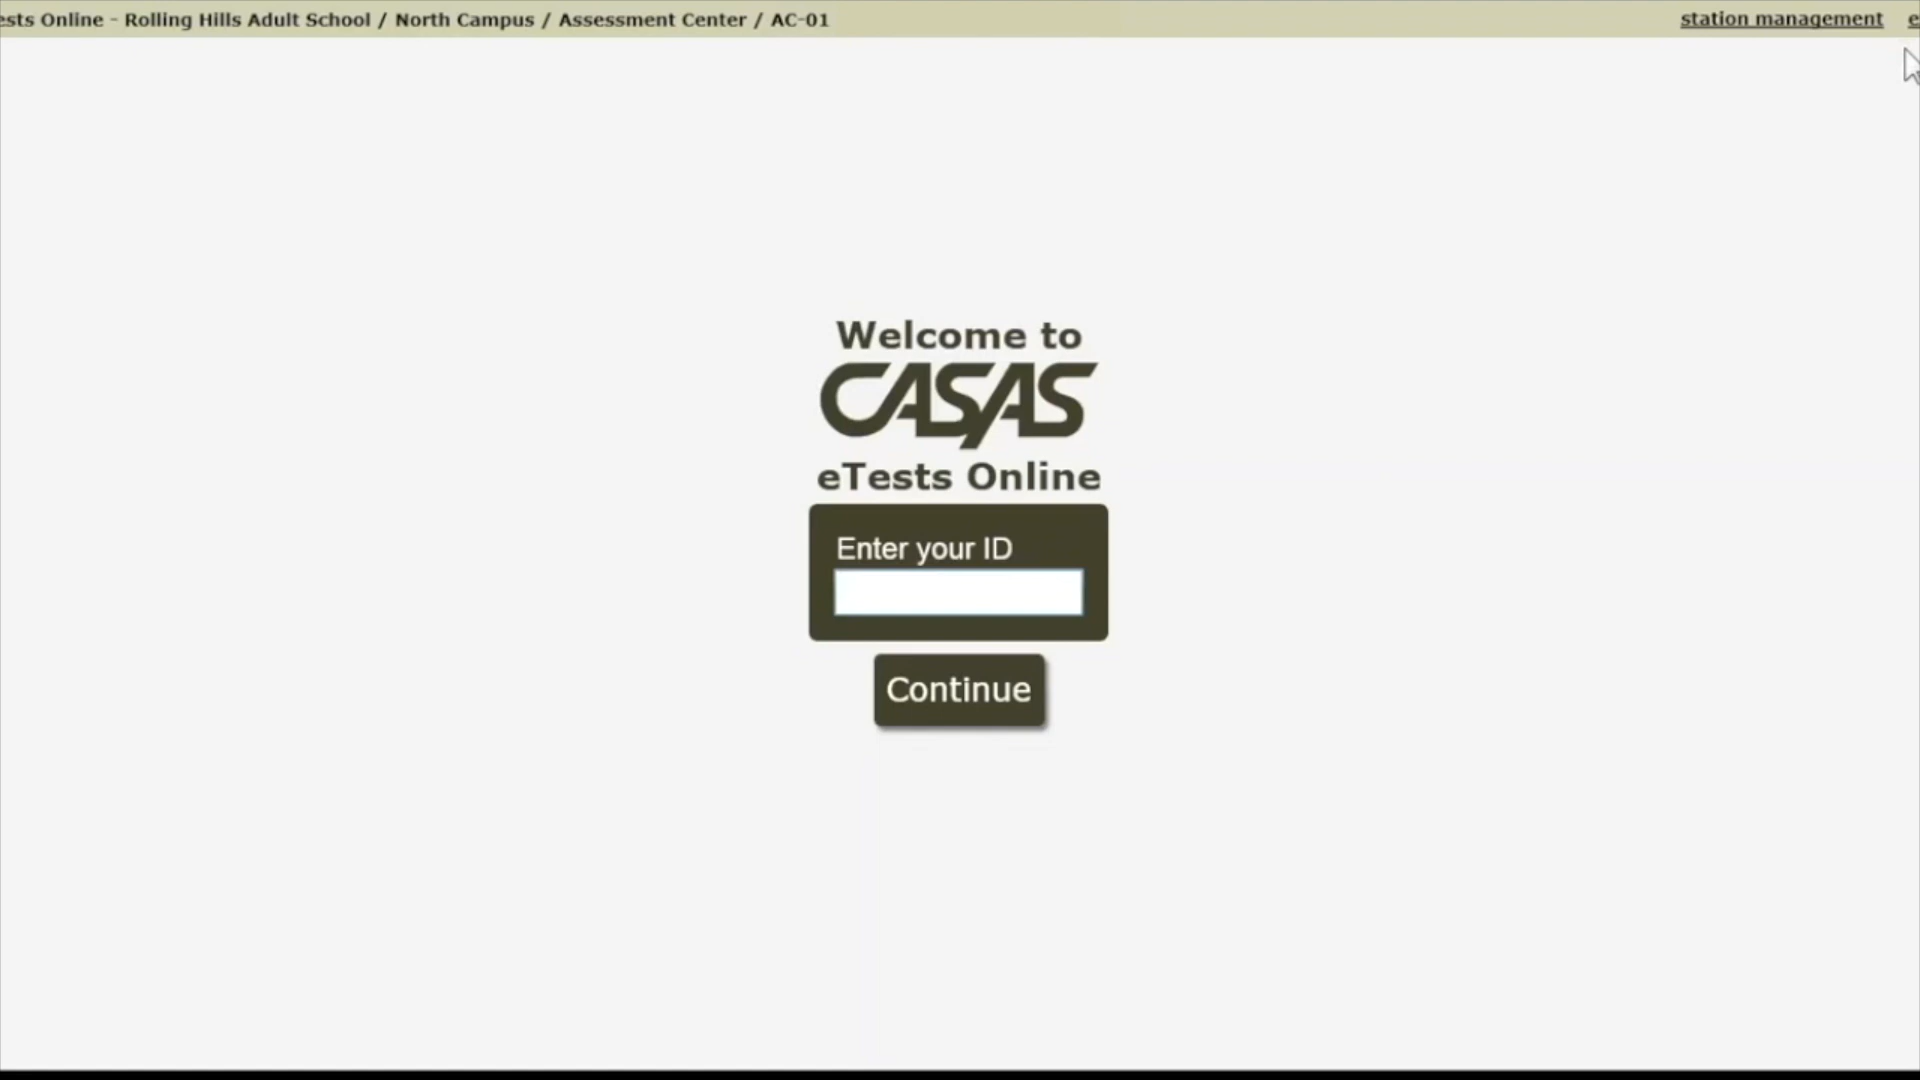 ests Online - Rolling Hills Adult School / North Campus / Assessment Center / AC-01
station management
Welcome to
CASAS
eTests Online
Enter your ID
Continue